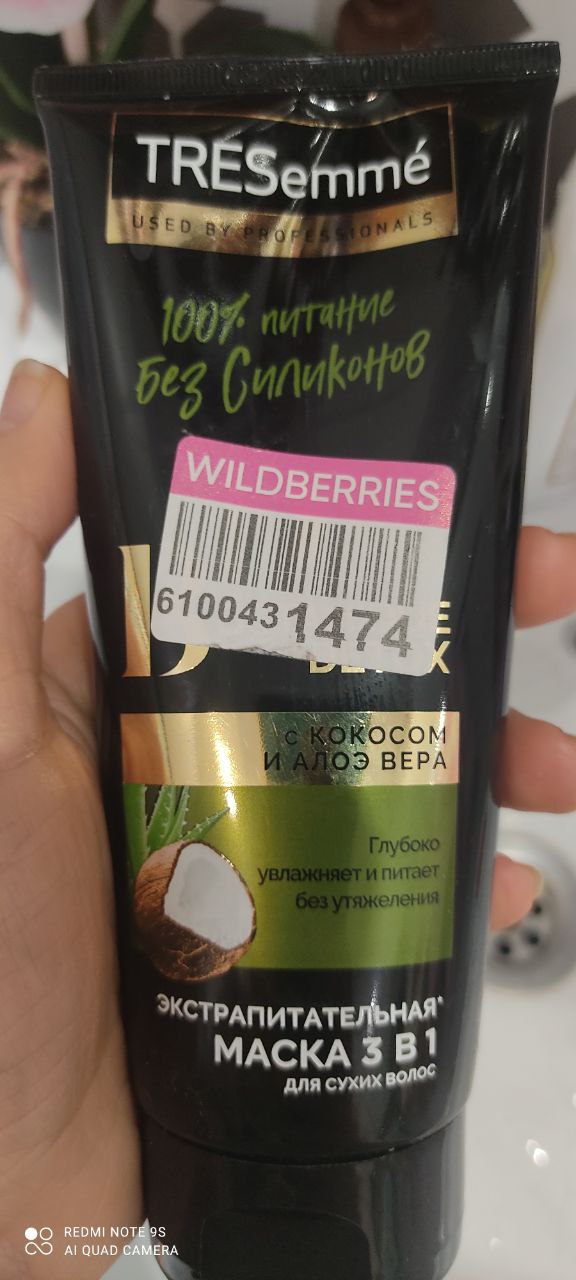 TRESemmé
USED BY PROFESSIONALS
100% питание
Без Силиконов
WILDBERRIES
61004311474
с КОКОСОМ
И АЛОЭ ВЕРА
Глубоко
увлажняет и питает
без утяжеления
ЭКСТРАПИТАТЕЛЬНАЯ*
МАСКА 3 В 1
ДЛЯ СУХИХ ВОЛОС
REDMI NOTE 9S
AI QUAD CAMERA